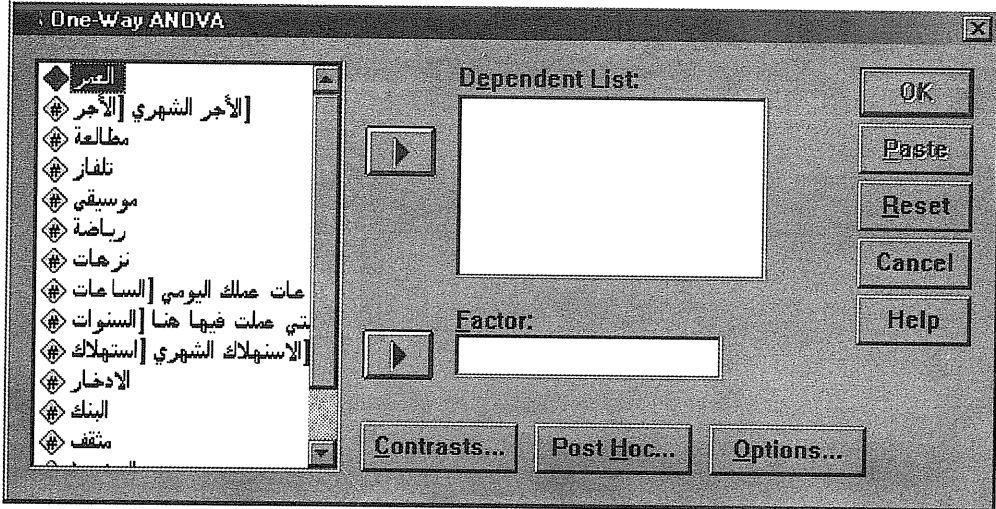 One-Way ANOVA
العمر
الأجر الشهري [الأجر]
مطالعة
تلفاز
موسيقى
رياضة
نزهات
عات عملك اليومي [الساعات
تي عملت فيها هنا [السنوات
الاستهلاك الشهري [استهلاك]
الادخار
البنك
مثقف
Dependent List:
Factor:
OK
Paste
Reset
Cancel
Help
Contrasts...
Post Hoc...
Options...